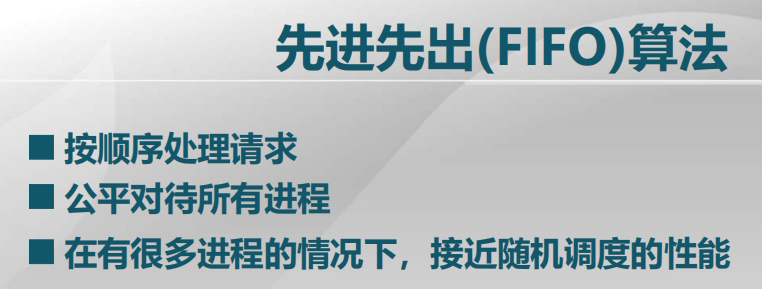 先进先出(FIFO)算法
■ 按顺序处理请求
■ 公平对待所有进程
■ 在有很多进程的情况下，接近随机调度的性能